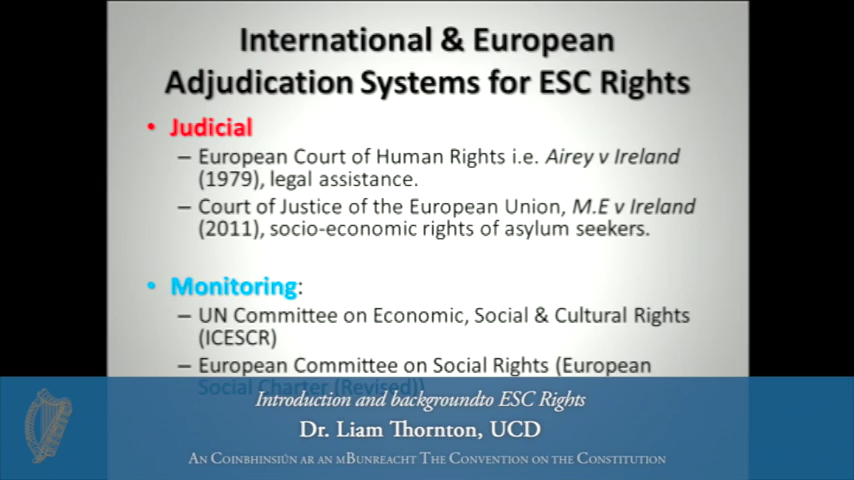 International & European
Adjudication Systems for ESC Rights
• Judicial
– European Court of Human Rights i.e. Airey v Ireland
(1979), legal assistance.
– Court of Justice of the European Union, M.E v Ireland
(2011), socio-economic rights of asylum seekers.
• Monitoring:
– UN Committee on Economic, Social & Cultural Rights
(ICESCR)
– European Committee on Social Rights (European
Social Charter (Revised))
Introduction and backgroundto ESC Rights
Dr. Liam Thornton, UCD
An Coinbhinsiún ar an mBunreacht The Convention on the Constitution